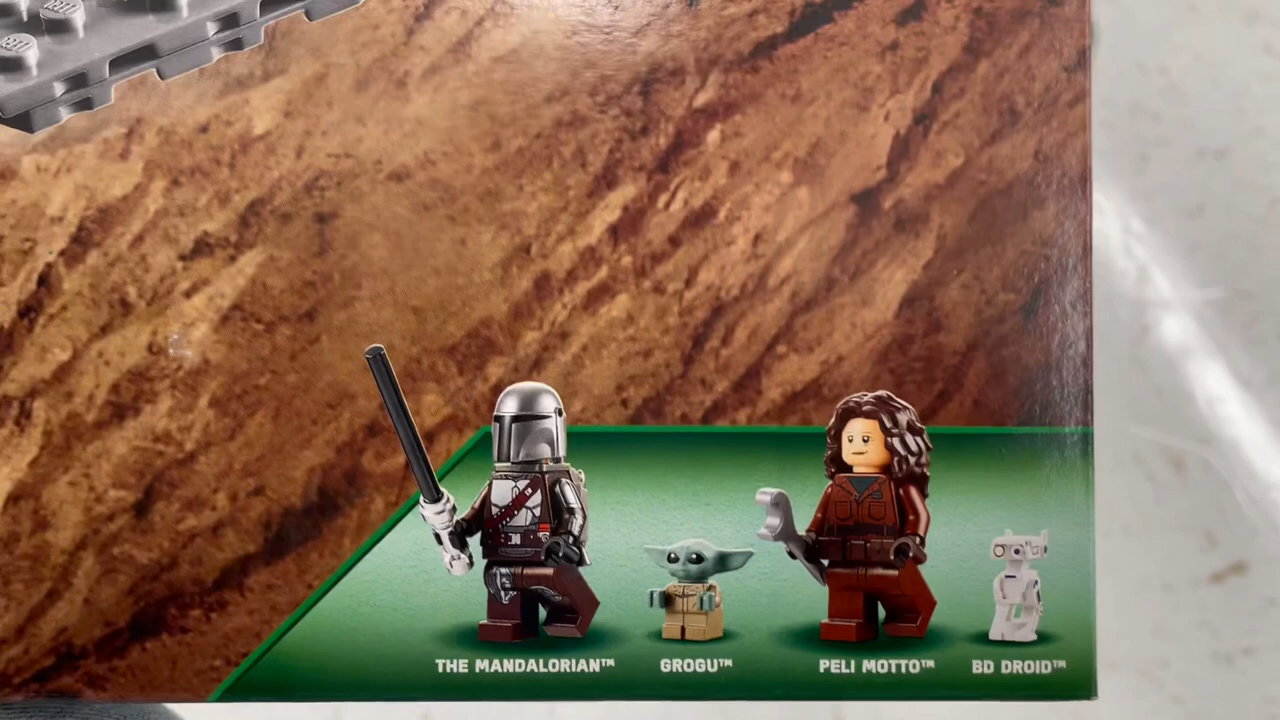 THE MANDALORIAN™
GROGU™
PELI MOTTO™
BD DROID™